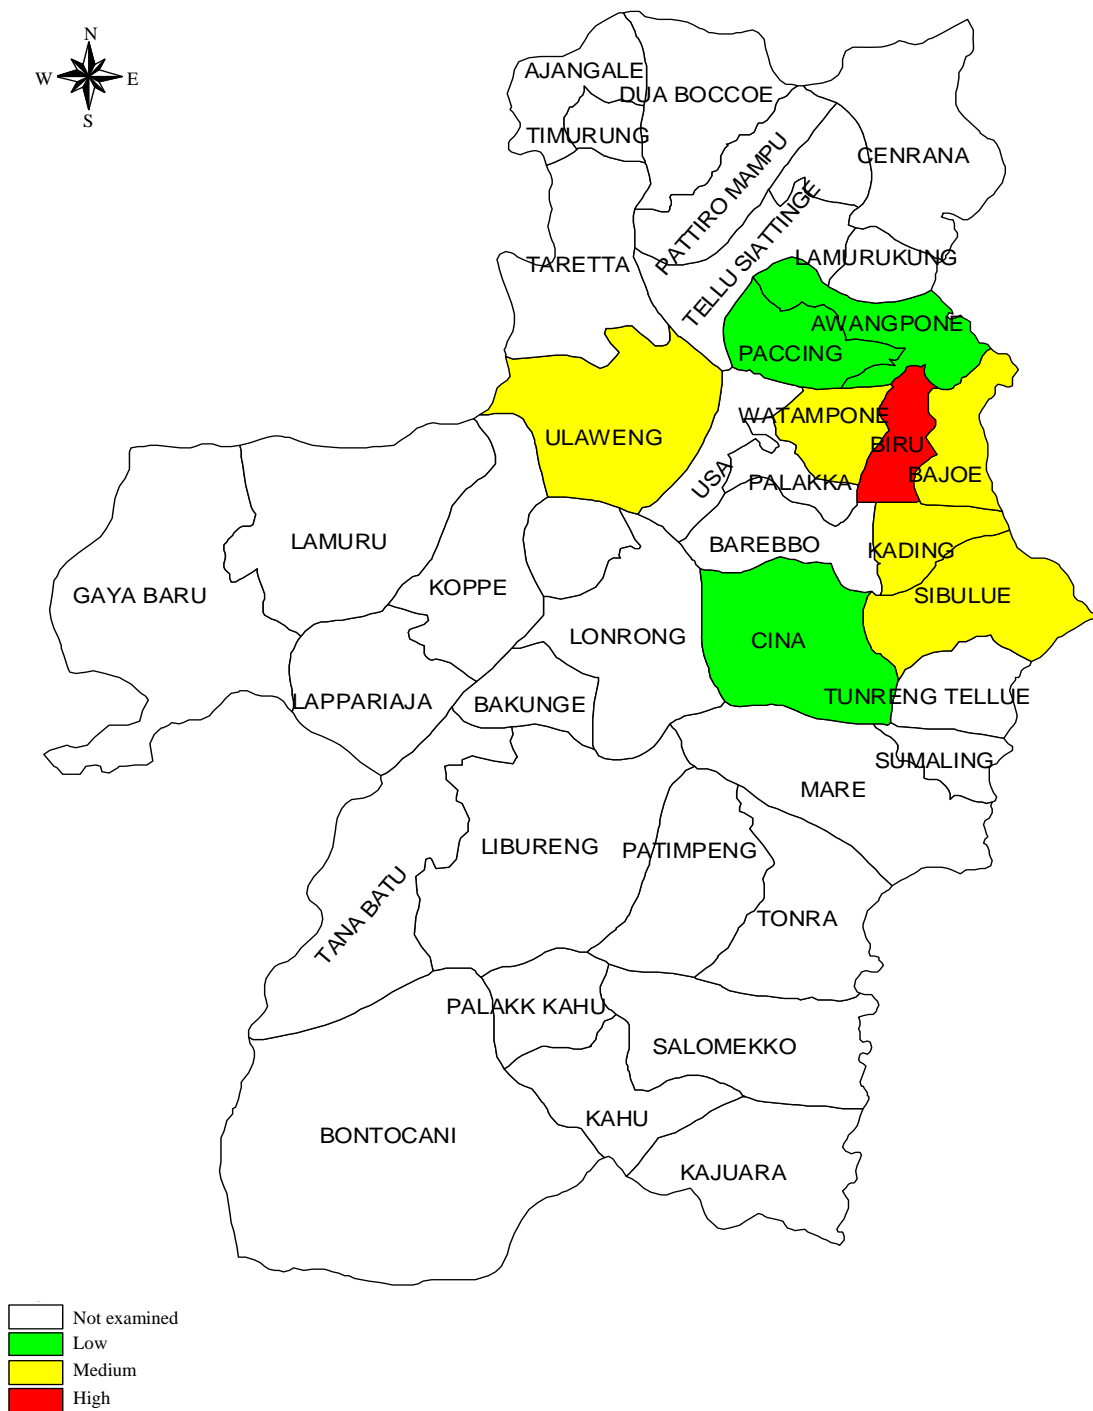 N
W E
S
AJANGALE
DUA BOCCOE
TIMURUNG
CENRANA
PATTIRO MAMPU
TELLU SIATTINGE
TARETTA
LAMURUKUNG
AWANGPONE
PACCING
WATAMPONE
ULAWENG
BIRU
BAJOE
USA
PALAKKA
LAMURU
BAREBBO
KADING
GAYA BARU
KOPPE
SIBULUE
LONRONG
CINA
LAPPARIAJA
BAKUNGE
TUNRENG TELLUE
SUMALING
MARE
LIBURENG
PATIMPENG
TANA BATU
TONRA
PALAKK KAHU
SALOMEKKO
KAHU
BONTOCANI
KAJUARA
Not examined
Low
Medium
High